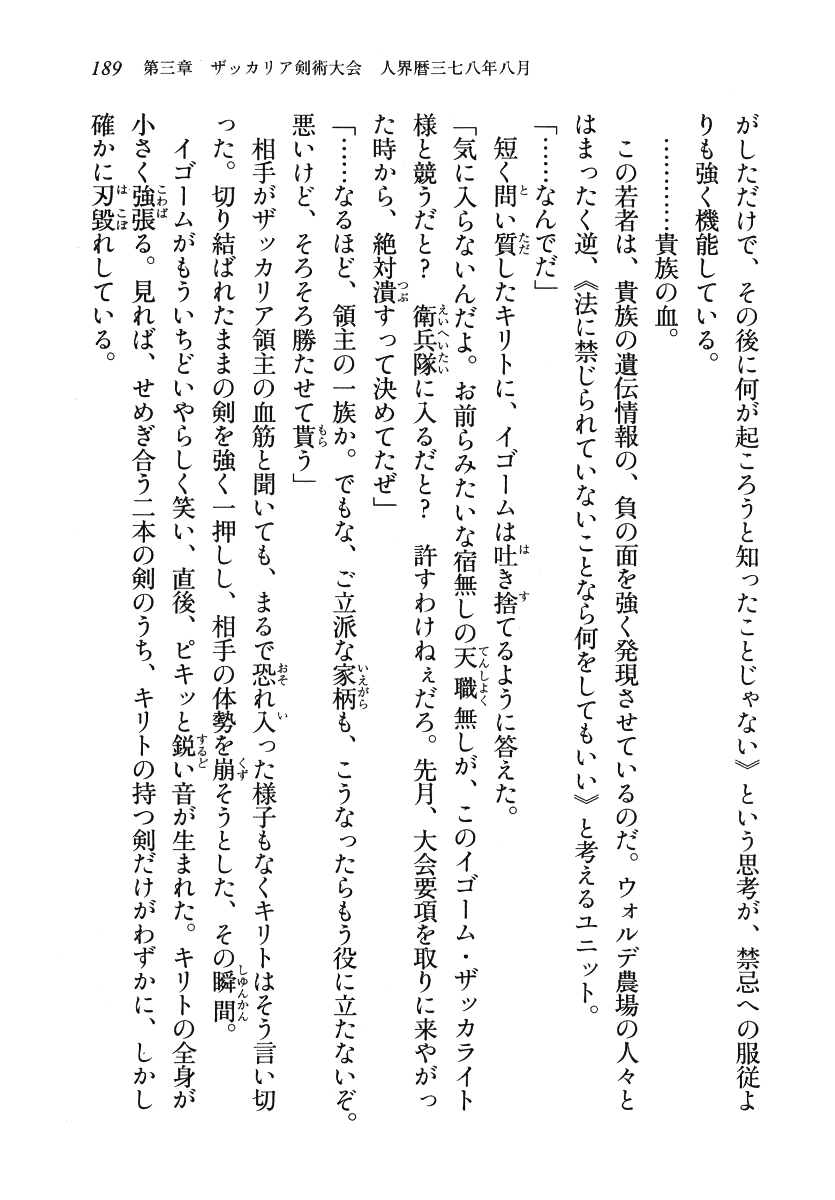 189 第三章 ザッカリア剣術大会 人界暦三七八年八月
がしただけで、その後に何が起ころうと知ったことじゃない》という思考が、禁忌への服従よ
りも強く機能している。
…………貴族の血。
この若者は、貴族の遺伝情報の、負の面を強く発現させているのだ。ウォルデ農場の人々と
はまったく逆、《法に禁じられていないことなら何をしてもいい》と考えるユニット。
「……なんでだ」
短く問い質したキリトに、イゴームは吐き捨てるように答えた。
「気に入らないんだよ。お前らみたいな宿無しの天職無しが、このイゴーム・ザッカライト
様と競うだと？　衛兵隊に入るだと？　許すわけねぇだろ。先月、大会要項を取りに来やがっ
た時から、絶対潰すって決めてたぜ」
「……なるほど、領主の一族か。でもな、ご立派な家柄も、こうなったらもう役に立たないぞ。
悪いけど、そろそろ勝たせて貰う」
相手がザッカリア領主の血筋と聞いても、まるで恐れ入った様子もなくキリトはそう言い切
った。切り結ばれたままの剣を強く一押しし、相手の体勢を崩そうとした、その瞬間。
イゴームがもういちどいやらしく笑い、直後、ピキッと鋭い音が生まれた。キリトの全身が
小さく強張る。見れば、せめぎ合う二本の剣のうち、キリトの持つ剣だけがわずかに、しかし
確かに刃毀れしている。